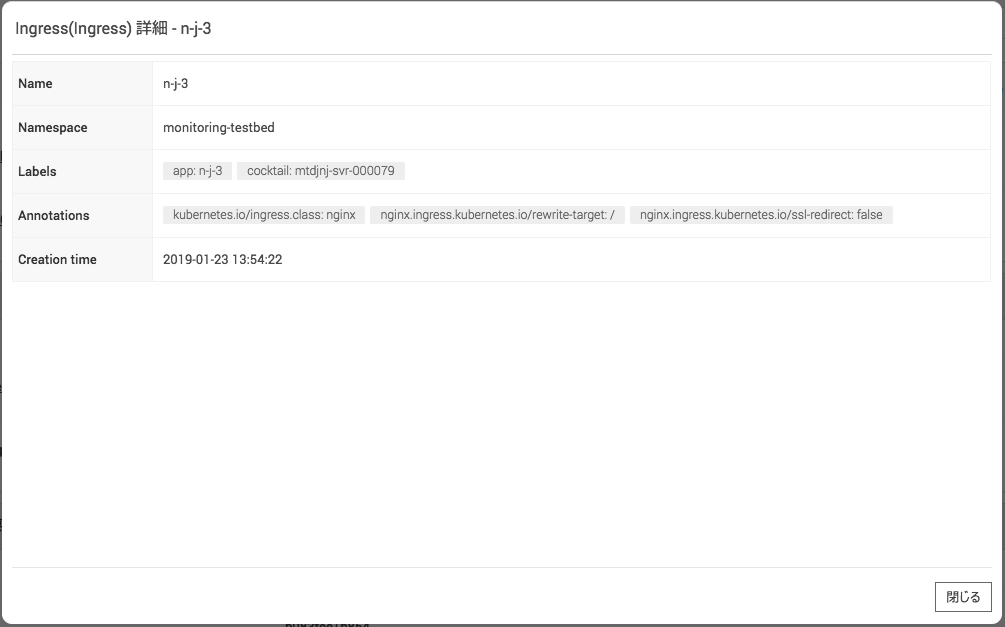 Ingress(Ingress) 詳細 - n-j-3
Name n-j-3
Namespace monitoring-testbed
Labels app: n-j-3 cocktail: mtdjnj-svr-000079
Annotations kubernetes.io/ingress.class: nginx nginx.ingress.kubernetes.io/rewrite-target: / nginx.ingress.kubernetes.io/ssl-redirect: false
Creation time 2019-01-23 13:54:22
閉じる